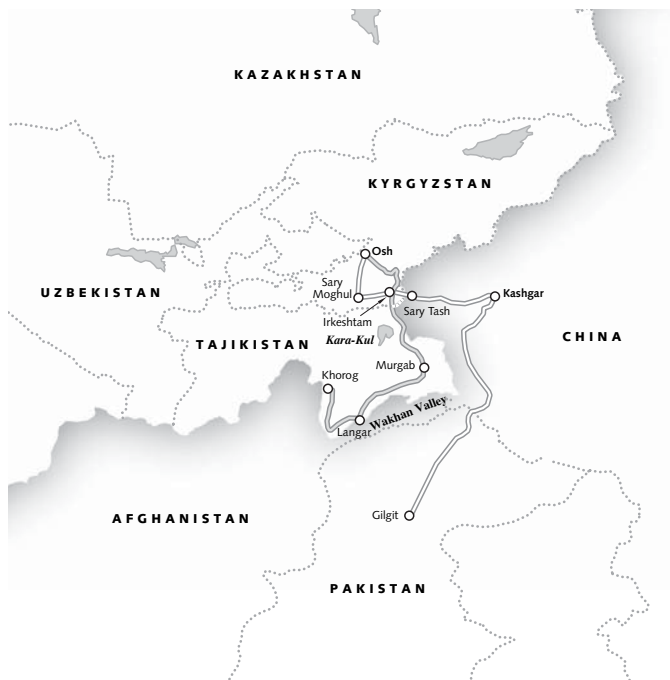 KAZAKHSTAN
KYRGYZSTAN
Osh
UZBEKISTAN
Sary
Moghul
Kashgar
Sary Tash
Irkeshtam
CHINA
Kara-Kul
TAJIKISTAN
Murgab
Khorog
Wakhan Valley
Langar
Gilgit
AFGHANISTAN
PAKISTAN